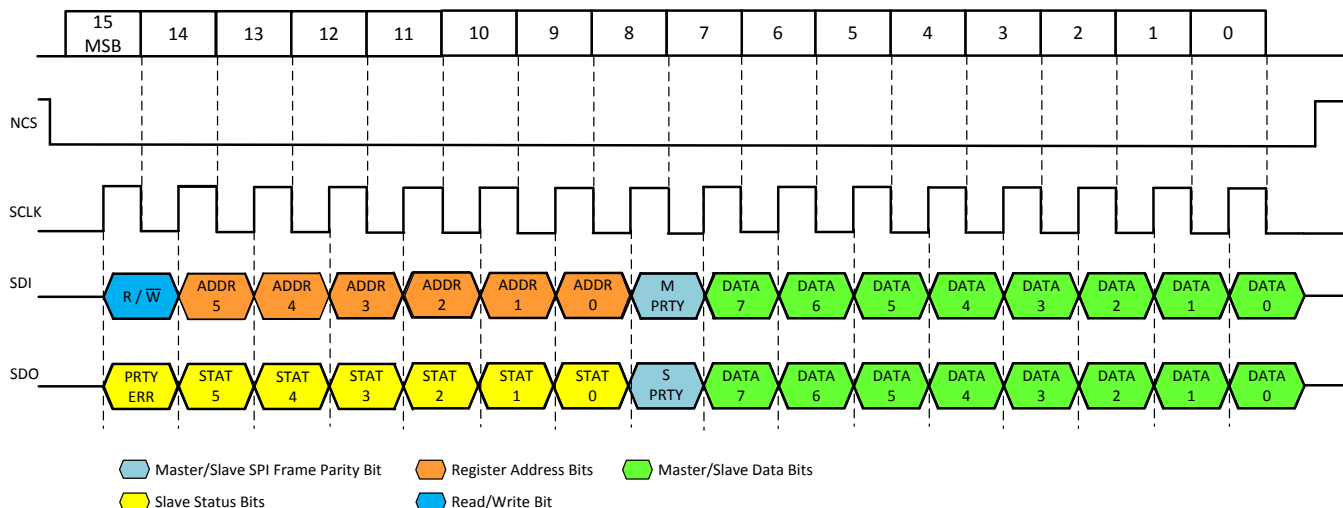 15 MSB 14 13 12 11 10 9 8 7 6 5 4 3 2 1 0
NCS
SCLK
SDI R / W̅ ADDR 5 ADDR 4 ADDR 3 ADDR 2 ADDR 1 ADDR 0 M PRTY DATA 7 DATA 6 DATA 5 DATA 4 DATA 3 DATA 2 DATA 1 DATA 0
SDO PRTY ERR STAT 5 STAT 4 STAT 3 STAT 2 STAT 1 STAT 0 S PRTY DATA 7 DATA 6 DATA 5 DATA 4 DATA 3 DATA 2 DATA 1 DATA 0
Master/Slave SPI Frame Parity Bit Register Address Bits Master/Slave Data Bits
Slave Status Bits Read/Write Bit